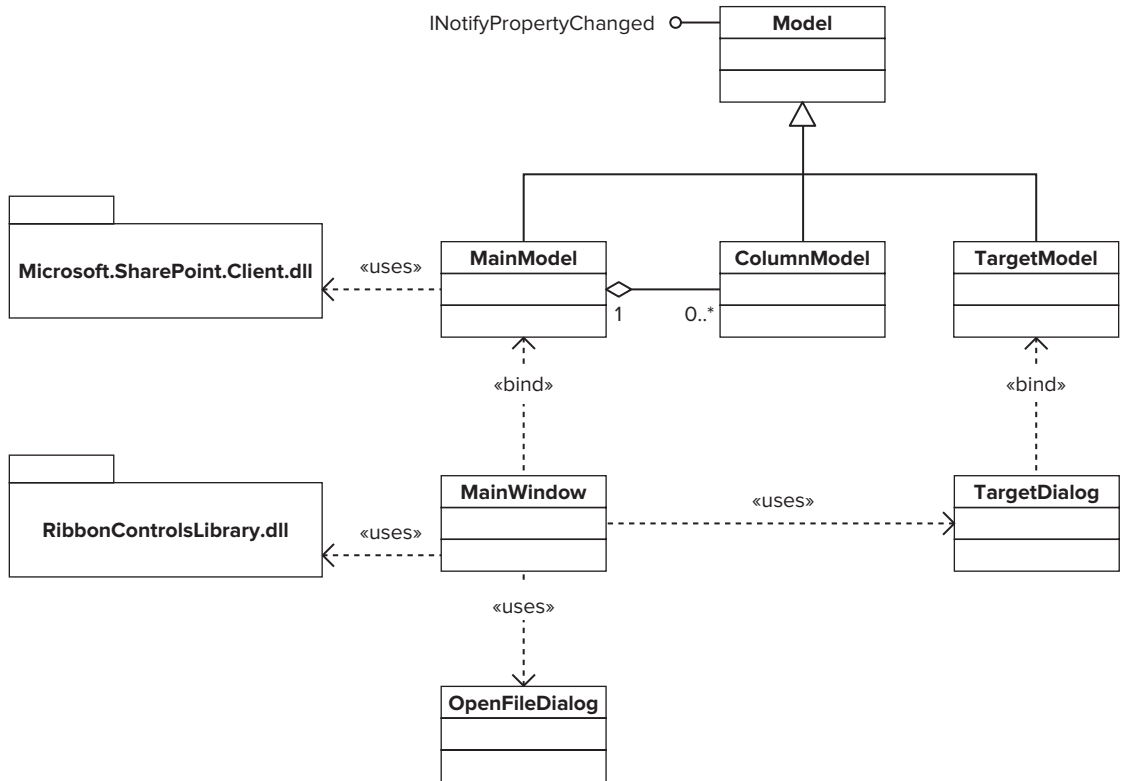 INotifyPropertyChanged
Model
Microsoft.SharePoint.Client.dll
«uses»
MainModel
1
0..*
ColumnModel
TargetModel
«bind»
«bind»
RibbonControlsLibrary.dll
«uses»
MainWindow
«uses»
TargetDialog
«uses»
OpenFileDialog